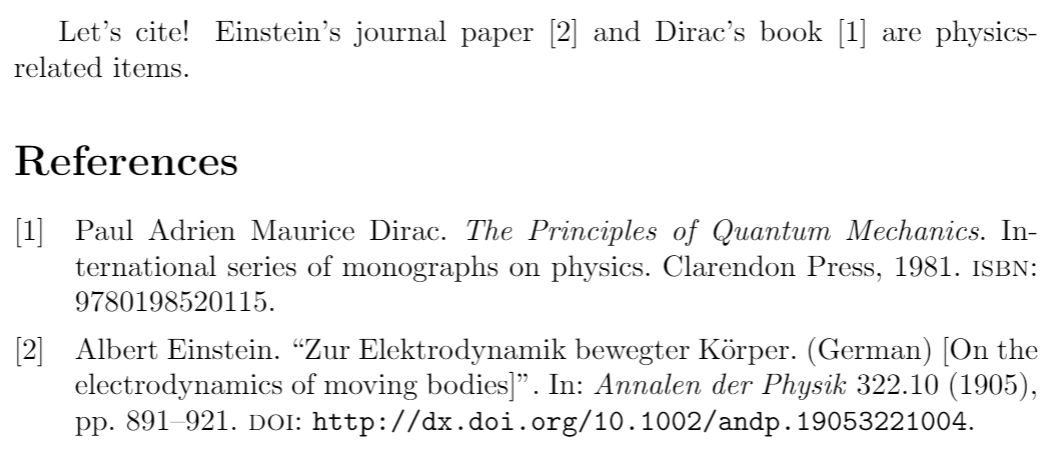 Let's cite! Einstein's journal paper [2] and Dirac's book [1] are physics-
related items.
References
[1] Paul Adrien Maurice Dirac. The Principles of Quantum Mechanics. In-
ternational series of monographs on physics. Clarendon Press, 1981. ISBN:
9780198520115.
[2] Albert Einstein. “Zur Elektrodynamik bewegter Körper. (German) [On the
electrodynamics of moving bodies]”. In: Annalen der Physik 322.10 (1905),
pp. 891–921. DOI: http://dx.doi.org/10.1002/andp.19053221004.